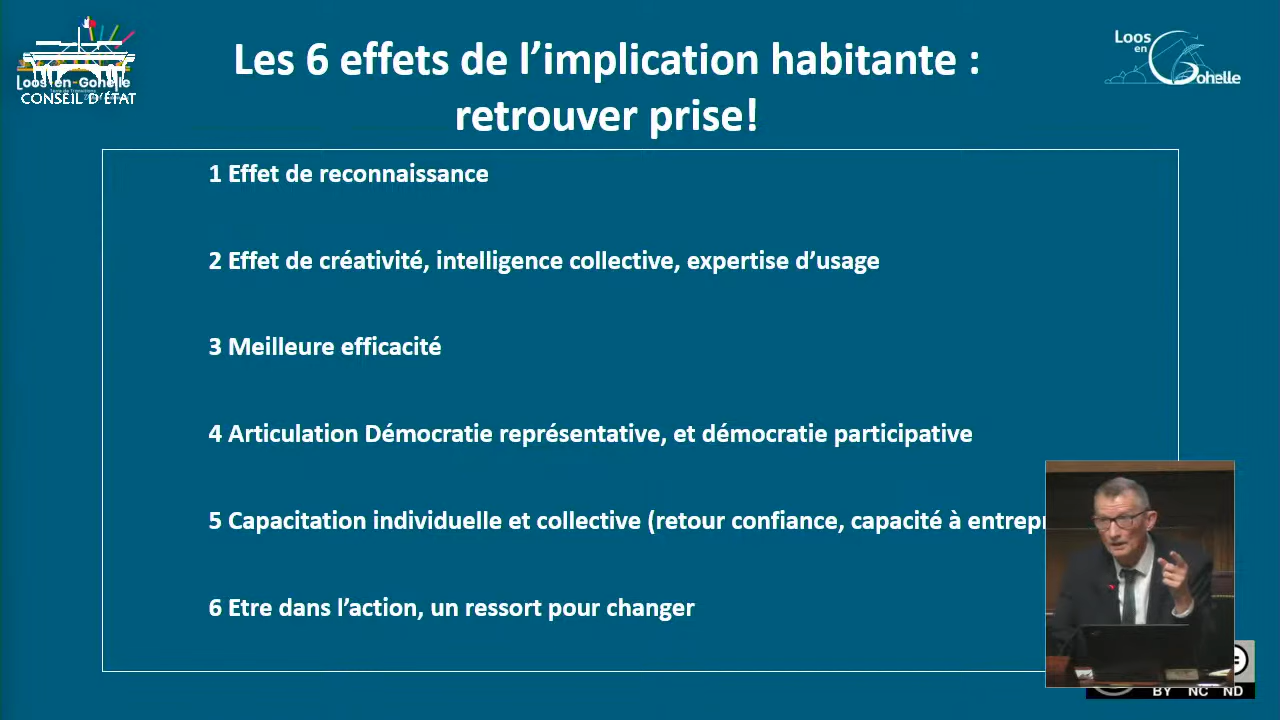 Les 6 effets de l’implication habitante :
retrouver prise!
Loos-en-Gohelle
CONSEIL D’ÉTAT
Loos
en
Gohelle
1 Effet de reconnaissance
2 Effet de créativité, intelligence collective, expertise d’usage
3 Meilleure efficacité
4 Articulation Démocratie représentative, et démocratie participative
5 Capacitation individuelle et collective (retour confiance, capacité à entrepr
6 Etre dans l’action, un ressort pour changer
BY NC ND